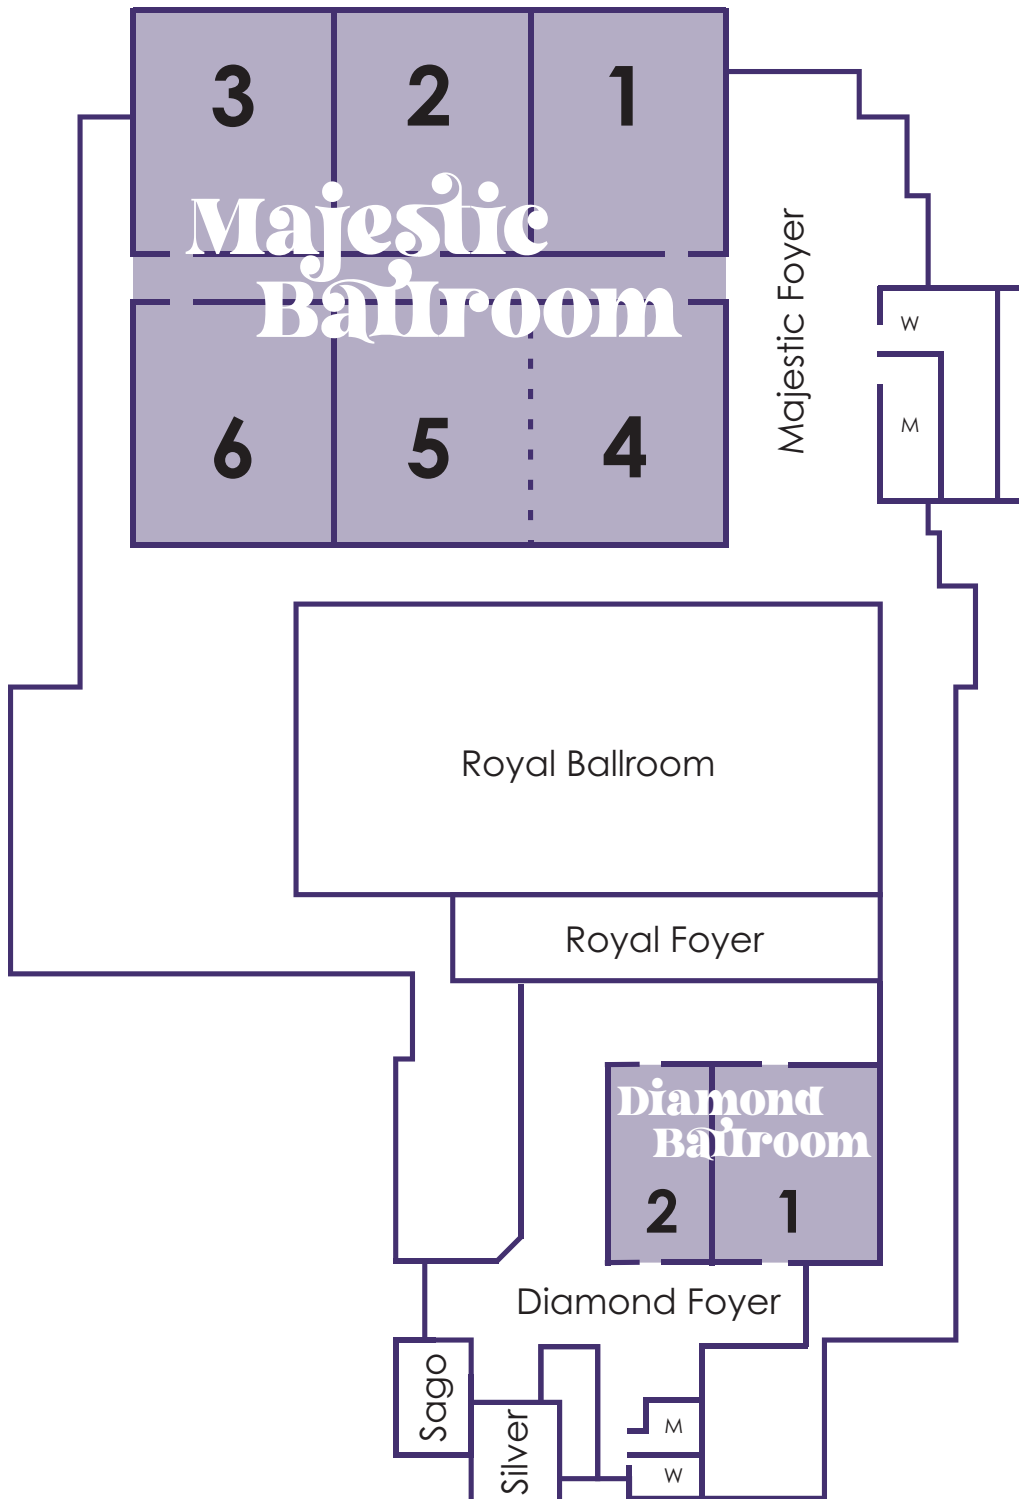 3 2 1
Majestic
Ballroom
6 5 4
Majestic Foyer
W
M
Royal Ballroom
Royal Foyer
Diamond
Ballroom
2 1
Diamond Foyer
Sago
Silver
M
W